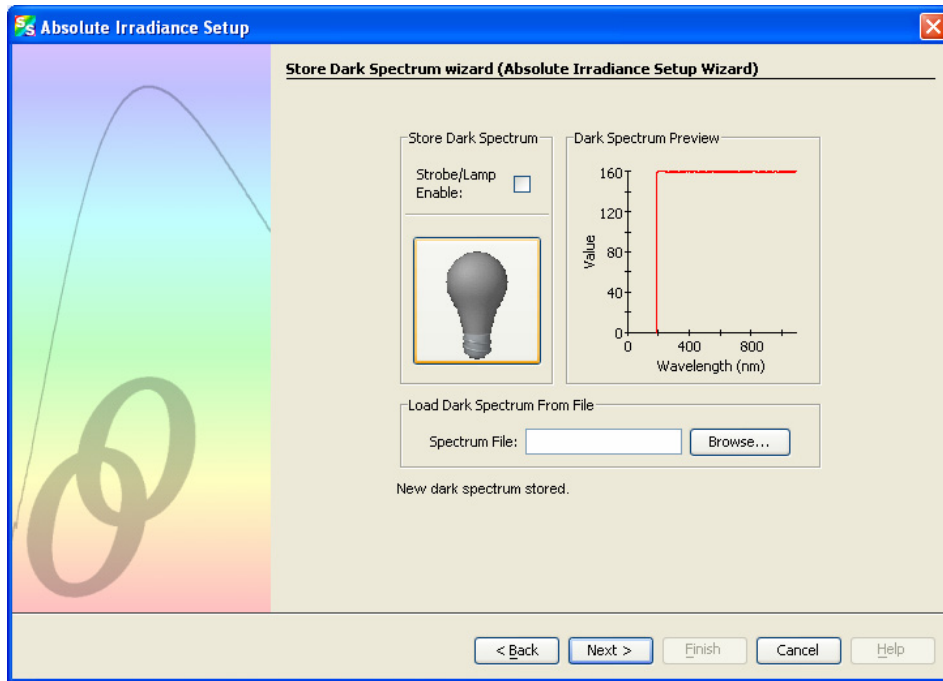 Absolute Irradiance Setup
Store Dark Spectrum wizard (Absolute Irradiance Setup Wizard)
Store Dark Spectrum
Strobe/Lamp
Enable:
Dark Spectrum Preview
160
120
80
40
0
Value
0 400 800
Wavelength (nm)
Load Dark Spectrum From File
Spectrum File: Browse...
New dark spectrum stored.
< Back Next > Finish Cancel Help